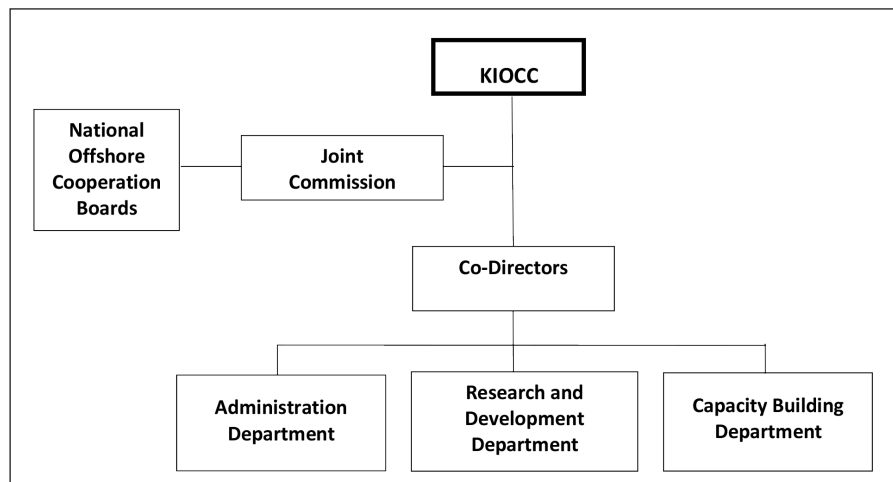 KIOCC
National
Offshore
Cooperation
Boards
Joint
Commission
Co-Directors
Administration
Department
Research and
Development
Department
Capacity Building
Department